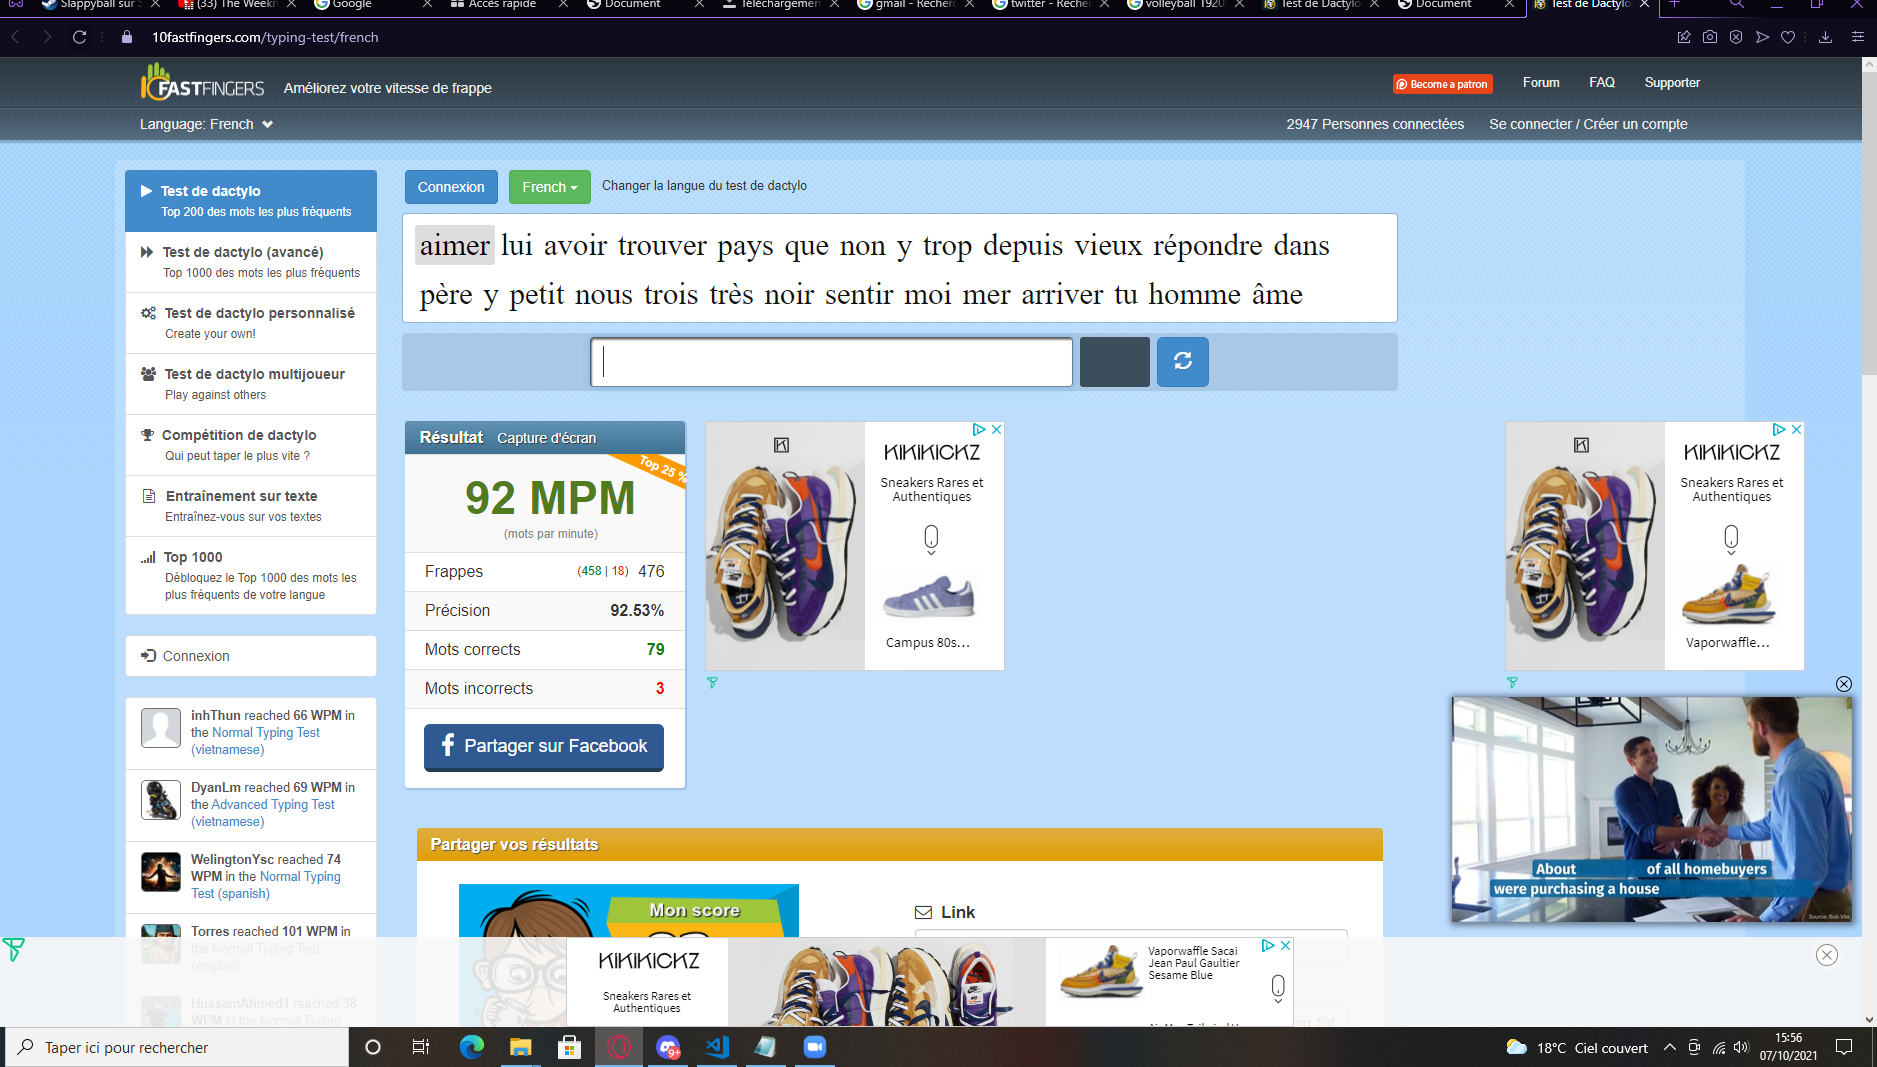 Slappyball sur S
(33) The Weekn
Google
Accès rapide
Document
Téléchargemen
gmail - Recher
twitter - Reche
volleyball 1920
Test de Dactylo
Document
Test de Dactylo
10fastfingers.com/typing-test/french
FASTFINGERS
Améliorez votre vitesse de frappe
Become a patron
Forum
FAQ
Supporter
Language: French
2947 Personnes connectées
Se connecter / Créer un compte
Test de dactylo
Top 200 des mots les plus fréquents
Test de dactylo (avancé)
Top 1000 des mots les plus fréquents
Test de dactylo personnalisé
Create your own!
Test de dactylo multijoueur
Play against others
Compétition de dactylo
Qui peut taper le plus vite ?
Entraînement sur texte
Entraînez-vous sur vos textes
Top 1000
Débloquez le Top 1000 des mots les
plus fréquents de votre langue
Connexion
inhThun reached 66 WPM in
the Normal Typing Test
(vietnamese)
DyanLm reached 69 WPM in
the Advanced Typing Test
(vietnamese)
WelingtonYsc reached 74
WPM in the Normal Typing
Test (spanish)
Torres reached 101 WPM in
the Normal Typing Test
(english)
HussamAhmed1 reached 38
WPM in the Normal Typing
Connexion
French
Changer la langue du test de dactylo
aimer lui avoir trouver pays que non y trop depuis vieux répondre dans
père y petit nous trois très noir sentir moi mer arriver tu homme âme
Résultat Capture d'écran
Top 25 %
92 MPM
(mots par minute)
Frappes (458 | 18) 476
Précision 92.53%
Mots corrects 79
Mots incorrects 3
Partager sur Facebook
KIKIKICKZ
Sneakers Rares et
Authentiques
Campus 80s...
KIKIKICKZ
Sneakers Rares et
Authentiques
Vaporwaffle...
About of all homebuyers
were purchasing a house
Source: Bob Vila
Partager vos résultats
Mon score
Link
KIKIKICKZ
Sneakers Rares et
Authentiques
Vaporwaffle Sacai
Jean Paul Gaultier
Sesame Blue
Taper ici pour rechercher
9+
18°C Ciel couvert
15:56
07/10/2021